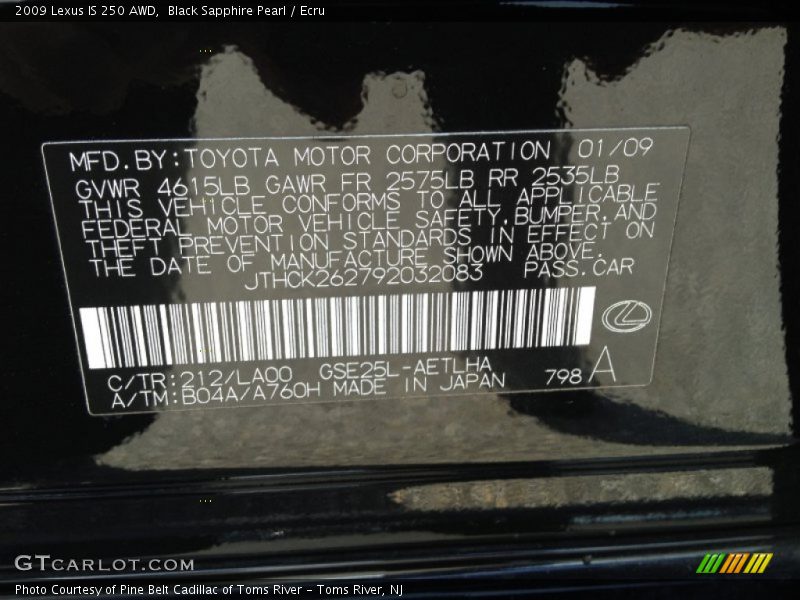 2009 Lexus IS 250 AWD,  Black Sapphire Pearl / Ecru
MFD.BY:TOYOTA MOTOR CORPORATION 01/09
GVWR 4615LB GAWR FR 2575LB RR 2535LB
THIS VEHICLE CONFORMS TO ALL APPLICABLE
FEDERAL MOTOR VEHICLE SAFETY,BUMPER,AND
THEFT PREVENTION STANDARDS IN EFFECT ON
THE DATE OF MANUFACTURE SHOWN ABOVE.
JTHCK262792032083 PASS.CAR
C/TR:212/LA00 GSE25L-AETLHA
A/TM:B04A/A760H MADE IN JAPAN 798 A
GTCARLOT.COM
Photo Courtesy of Pine Belt Cadillac of Toms River – Toms River, NJ